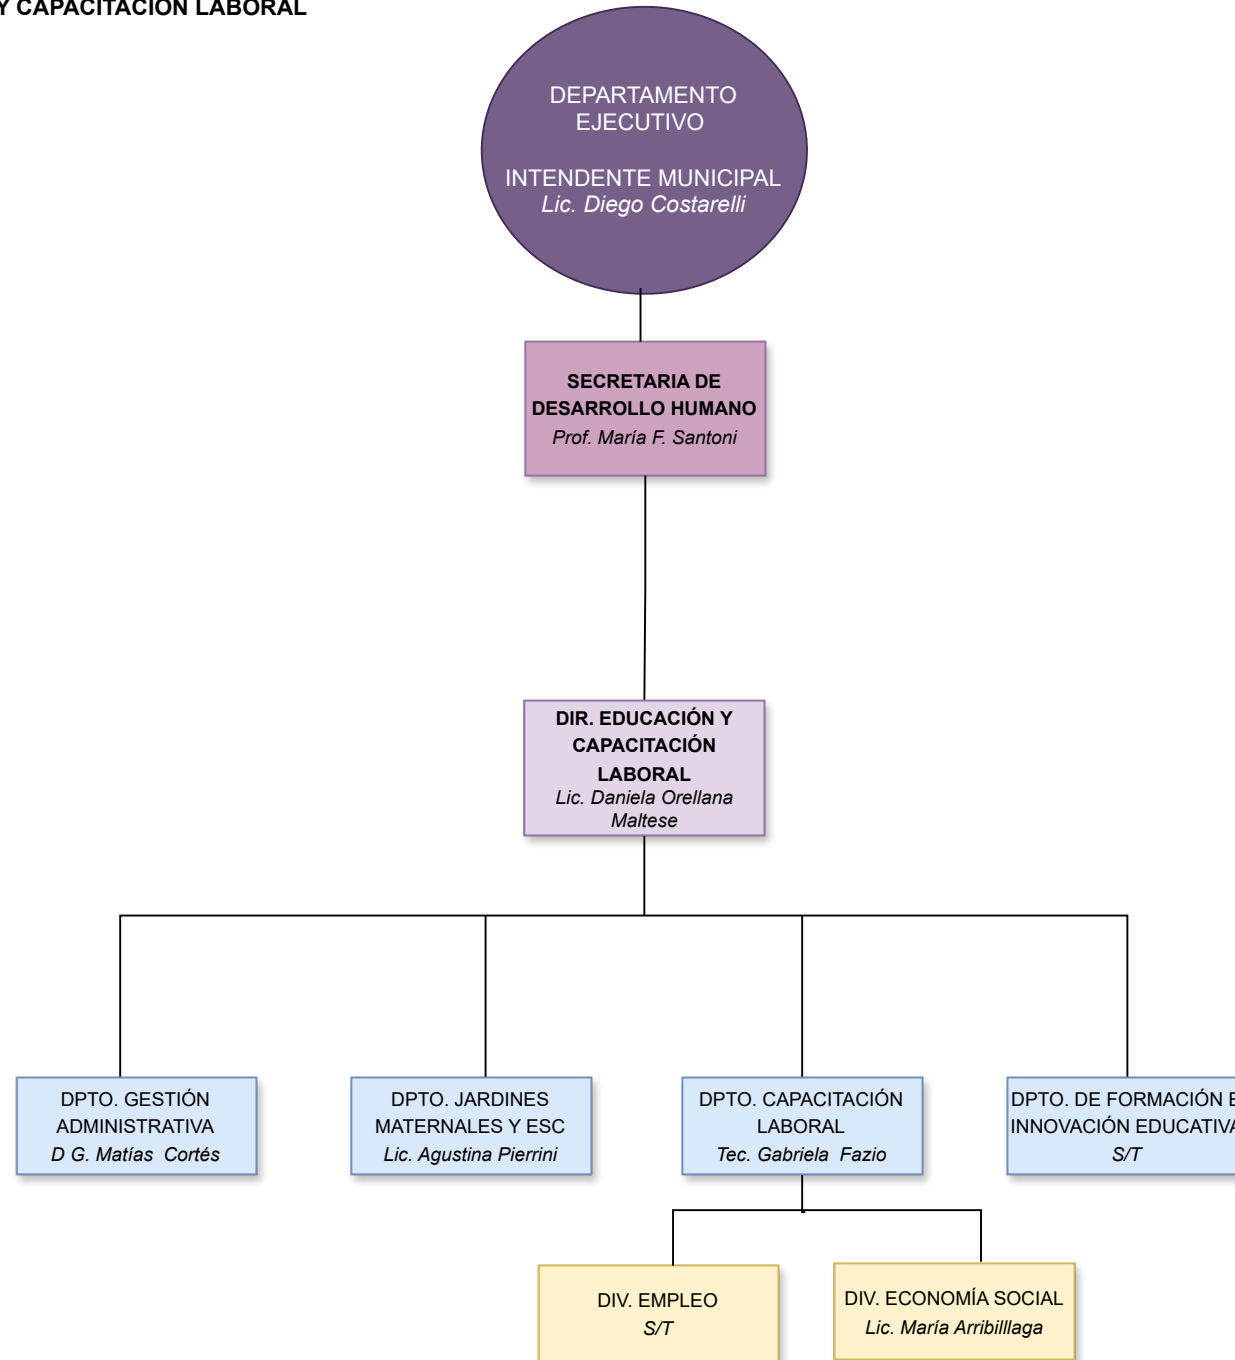 Y CAPACITACIÓN LABORAL
DEPARTAMENTO
EJECUTIVO
INTENDENTE MUNICIPAL
Lic. Diego Costarelli
SECRETARIA DE
DESARROLLO HUMANO
Prof. María F. Santoni
DIR. EDUCACIÓN Y
CAPACITACIÓN
LABORAL
Lic. Daniela Orellana
Maltese
DPTO. GESTIÓN
ADMINISTRATIVA
D G. Matías Cortés
DPTO. JARDINES
MATERNALES Y ESC
Lic. Agustina Pierrini
DPTO. CAPACITACIÓN
LABORAL
Tec. Gabriela Fazio
DPTO. DE FORMACIÓN E
INNOVACIÓN EDUCATIVA
S/T
DIV. EMPLEO
S/T
DIV. ECONOMÍA SOCIAL
Lic. María Arribilllaga